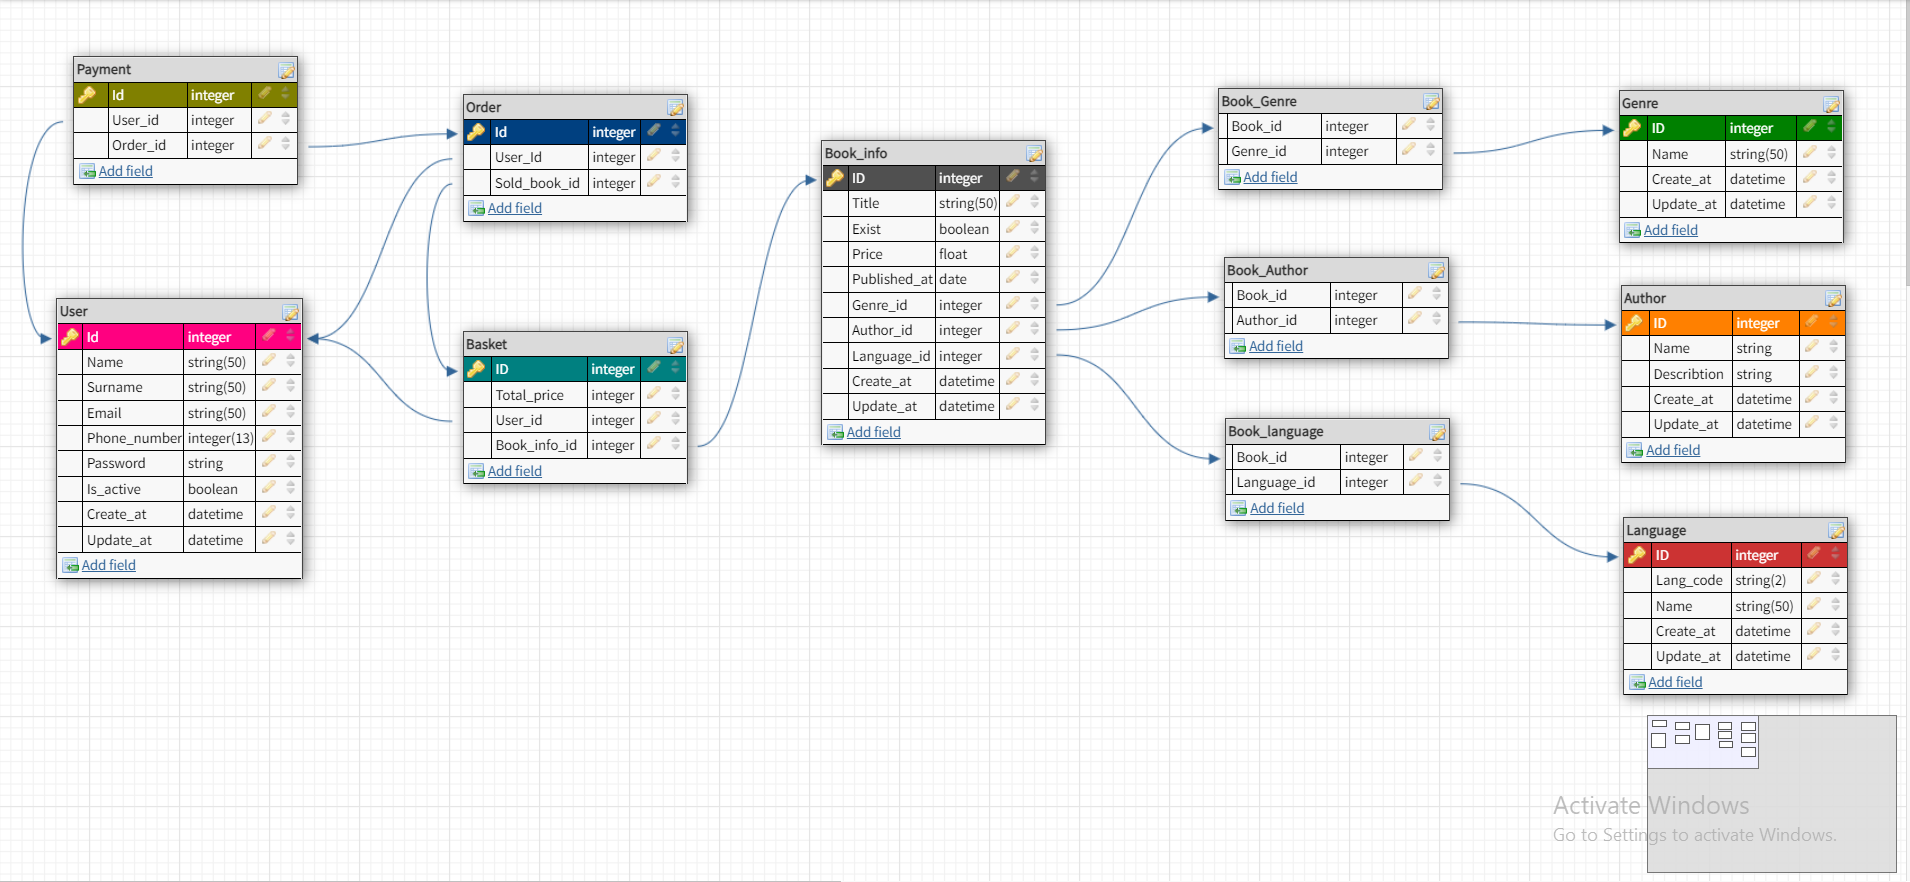 Payment
Id integer
User_id integer
Order_id integer
Add field
User
Id integer
Name string(50)
Surname string(50)
Email string(50)
Phone_number integer(13)
Password string
Is_active boolean
Create_at datetime
Update_at datetime
Add field
Order
Id integer
User_Id integer
Sold_book_id integer
Add field
Basket
ID integer
Total_price integer
User_id integer
Book_info_id integer
Add field
Book_info
ID integer
Title string(50)
Exist boolean
Price float
Published_at date
Genre_id integer
Author_id integer
Language_id integer
Create_at datetime
Update_at datetime
Add field
Book_Genre
Book_id integer
Genre_id integer
Add field
Book_Author
Book_id integer
Author_id integer
Add field
Book_language
Book_id integer
Language_id integer
Add field
Genre
ID integer
Name string(50)
Create_at datetime
Update_at datetime
Add field
Author
ID integer
Name string
Describtion string
Create_at datetime
Update_at datetime
Add field
Language
ID integer
Lang_code string(2)
Name string(50)
Create_at datetime
Update_at datetime
Add field
Activate Windows
Go to Settings to activate Windows.